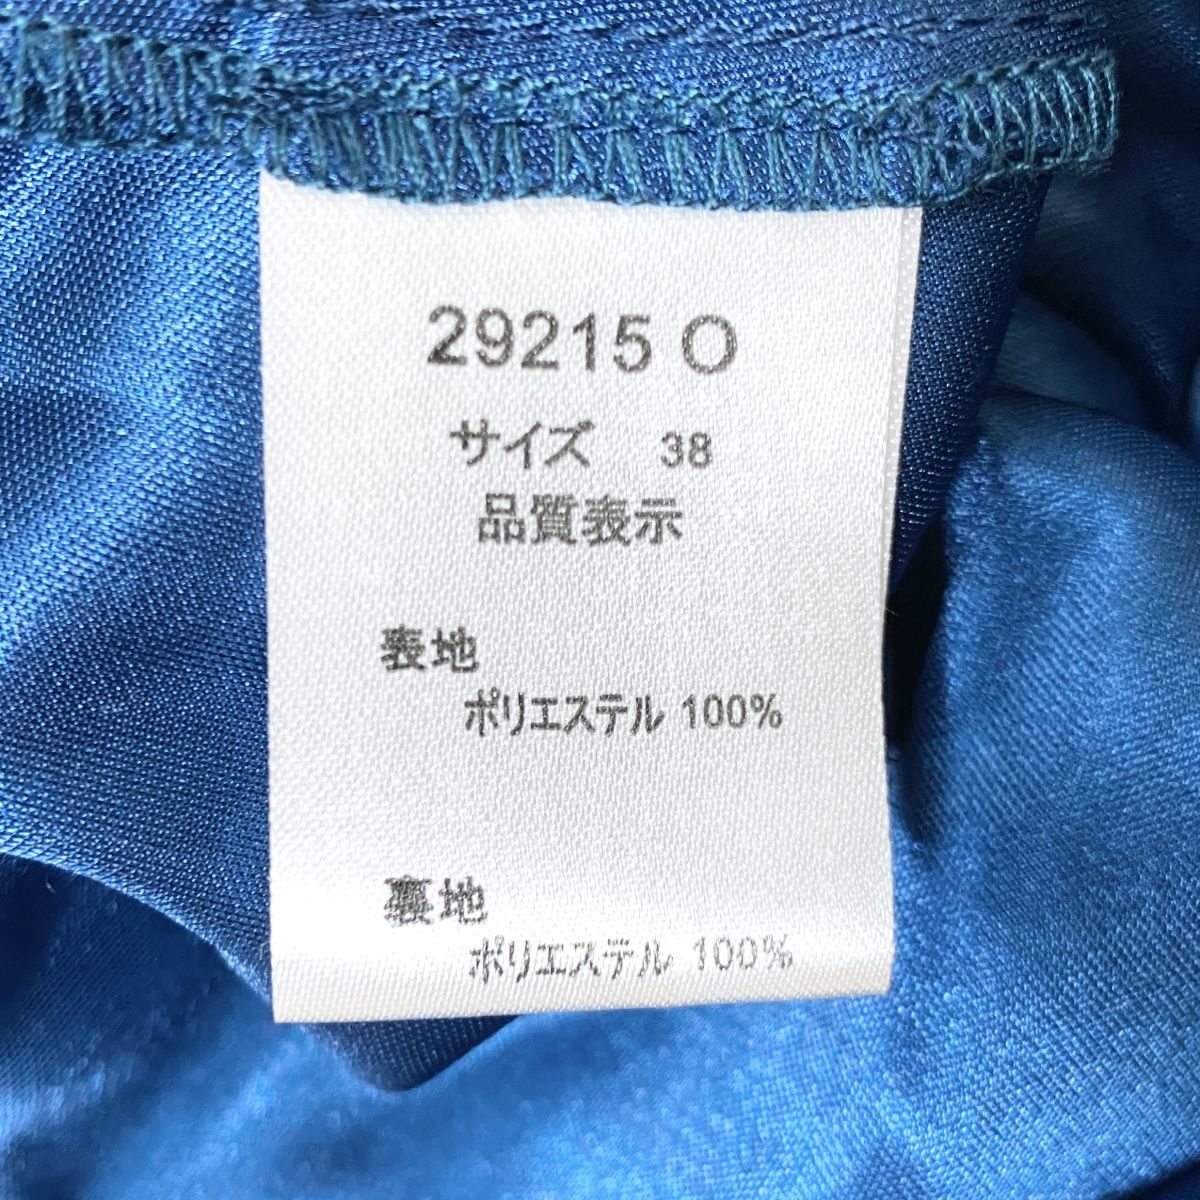 29215 O
サイズ 38
品質表示
表地
ポリエステル 100%
裏地
ポリエステル 100%